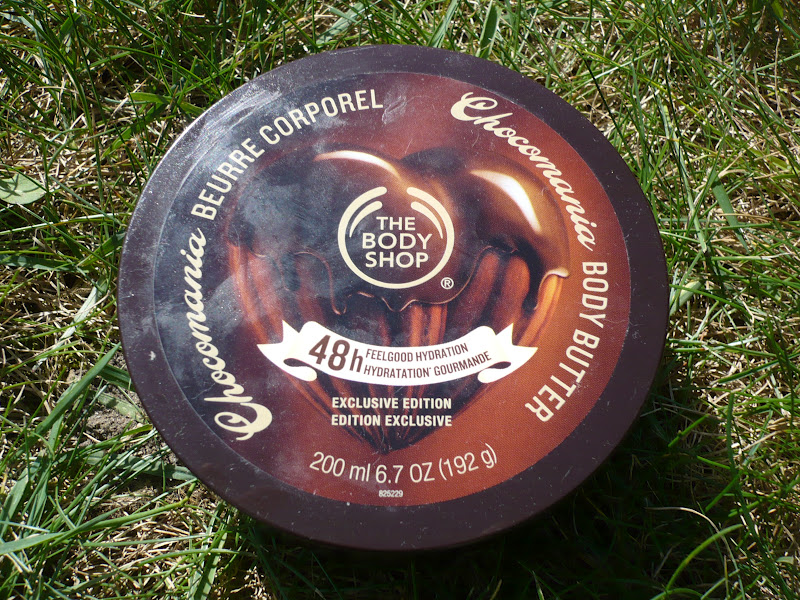 Chocomania BEURRE CORPOREL
Chocomania BODY BUTTER
THE
BODY
SHOP
®
48h FEELGOOD HYDRATION
HYDRATATION* GOURMANDE
EXCLUSIVE EDITION
EDITION EXCLUSIVE
200 ml 6.7 OZ (192 g)
825229